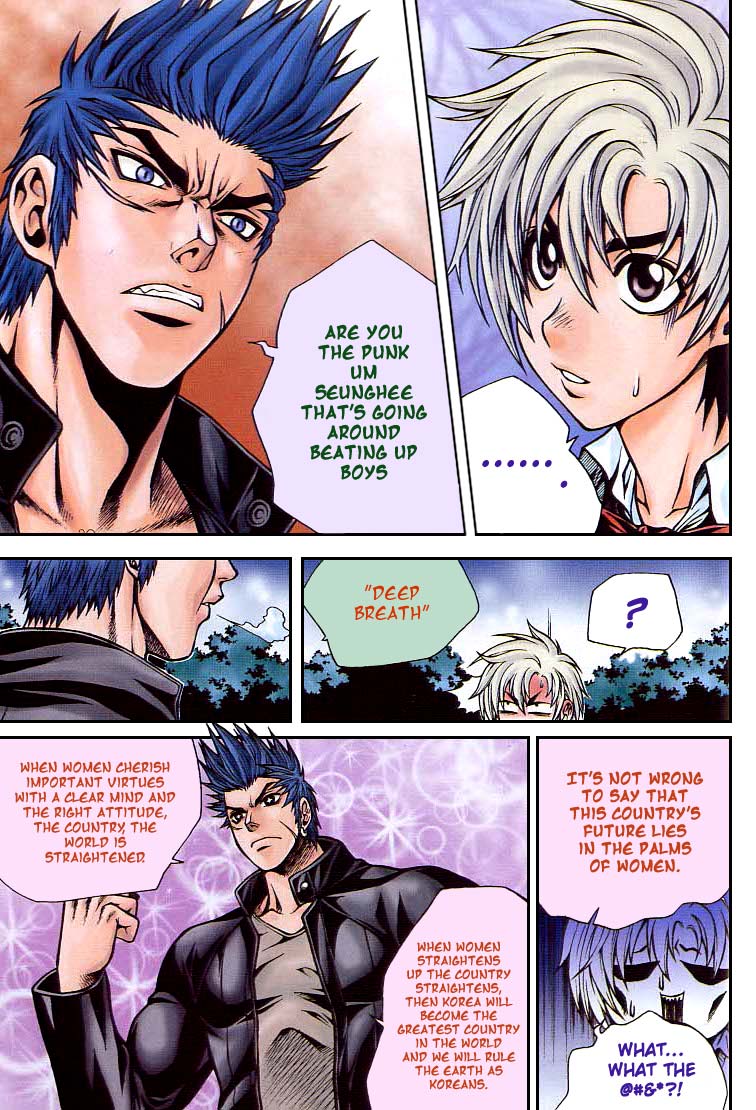 ARE YOU
THE PUNK
UM
SEUNGHEE
THAT'S GOING
AROUND
BEATING UP
BOYS
.......
.
"DEEP
BREATH"
?
WHEN WOMEN CHERISH
IMPORTANT VIRTUES
WITH A CLEAR MIND AND
THE RIGHT ATTITUDE,
THE COUNTRY, THE
WORLD IS
STRAIGHTENED.
WHEN WOMEN
STRAIGHTENS
UP THE COUNTRY
STRAIGHTENS,
THEN KOREA WILL
BECOME THE
GREATEST COUNTRY
IN THE WORLD
AND WE WILL RULE
THE EARTH AS
KOREANS.
IT'S NOT WRONG
TO SAY THAT
THIS COUNTRY'S
FUTURE LIES
IN THE PALMS
OF WOMEN.
WHAT...
WHAT THE
@#&*?!